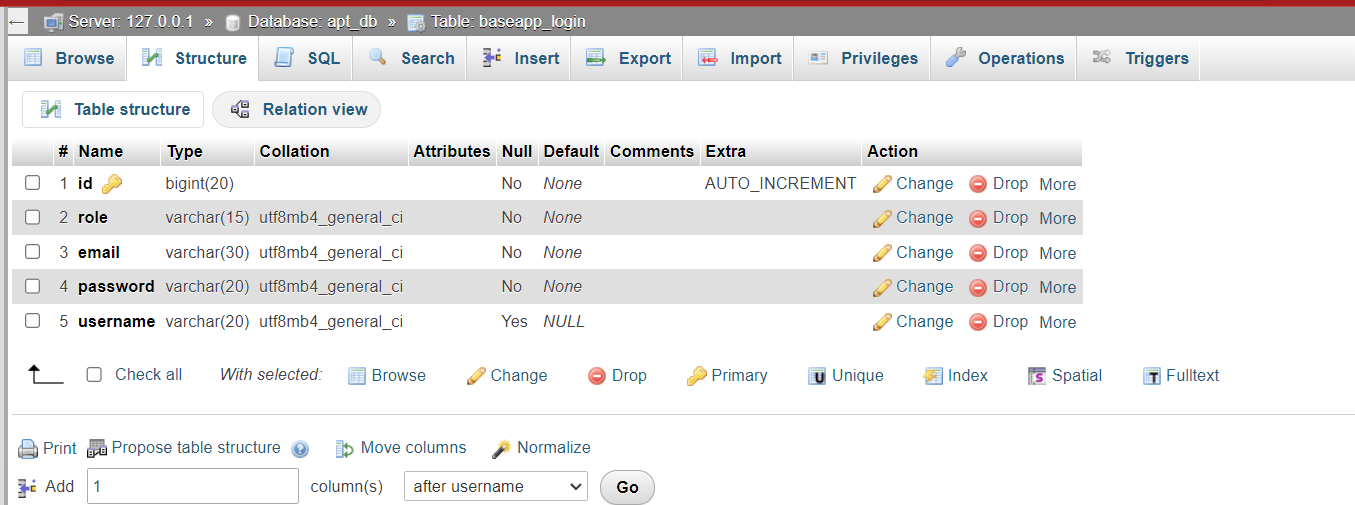 ← Server: 127.0.0.1 » Database: apt_db » Table: baseapp_login
Browse Structure SQL Search Insert Export Import Privileges Operations Triggers
Table structure Relation view
# Name Type Collation Attributes Null Default Comments Extra Action
1 id bigint(20) No None AUTO_INCREMENT Change Drop More
2 role varchar(15) utf8mb4_general_ci No None Change Drop More
3 email varchar(30) utf8mb4_general_ci No None Change Drop More
4 password varchar(20) utf8mb4_general_ci No None Change Drop More
5 username varchar(20) utf8mb4_general_ci Yes NULL Change Drop More
Check all With selected: Browse Change Drop Primary Unique Index Spatial Fulltext
Print Propose table structure Move columns Normalize
Add 1 column(s) after username Go